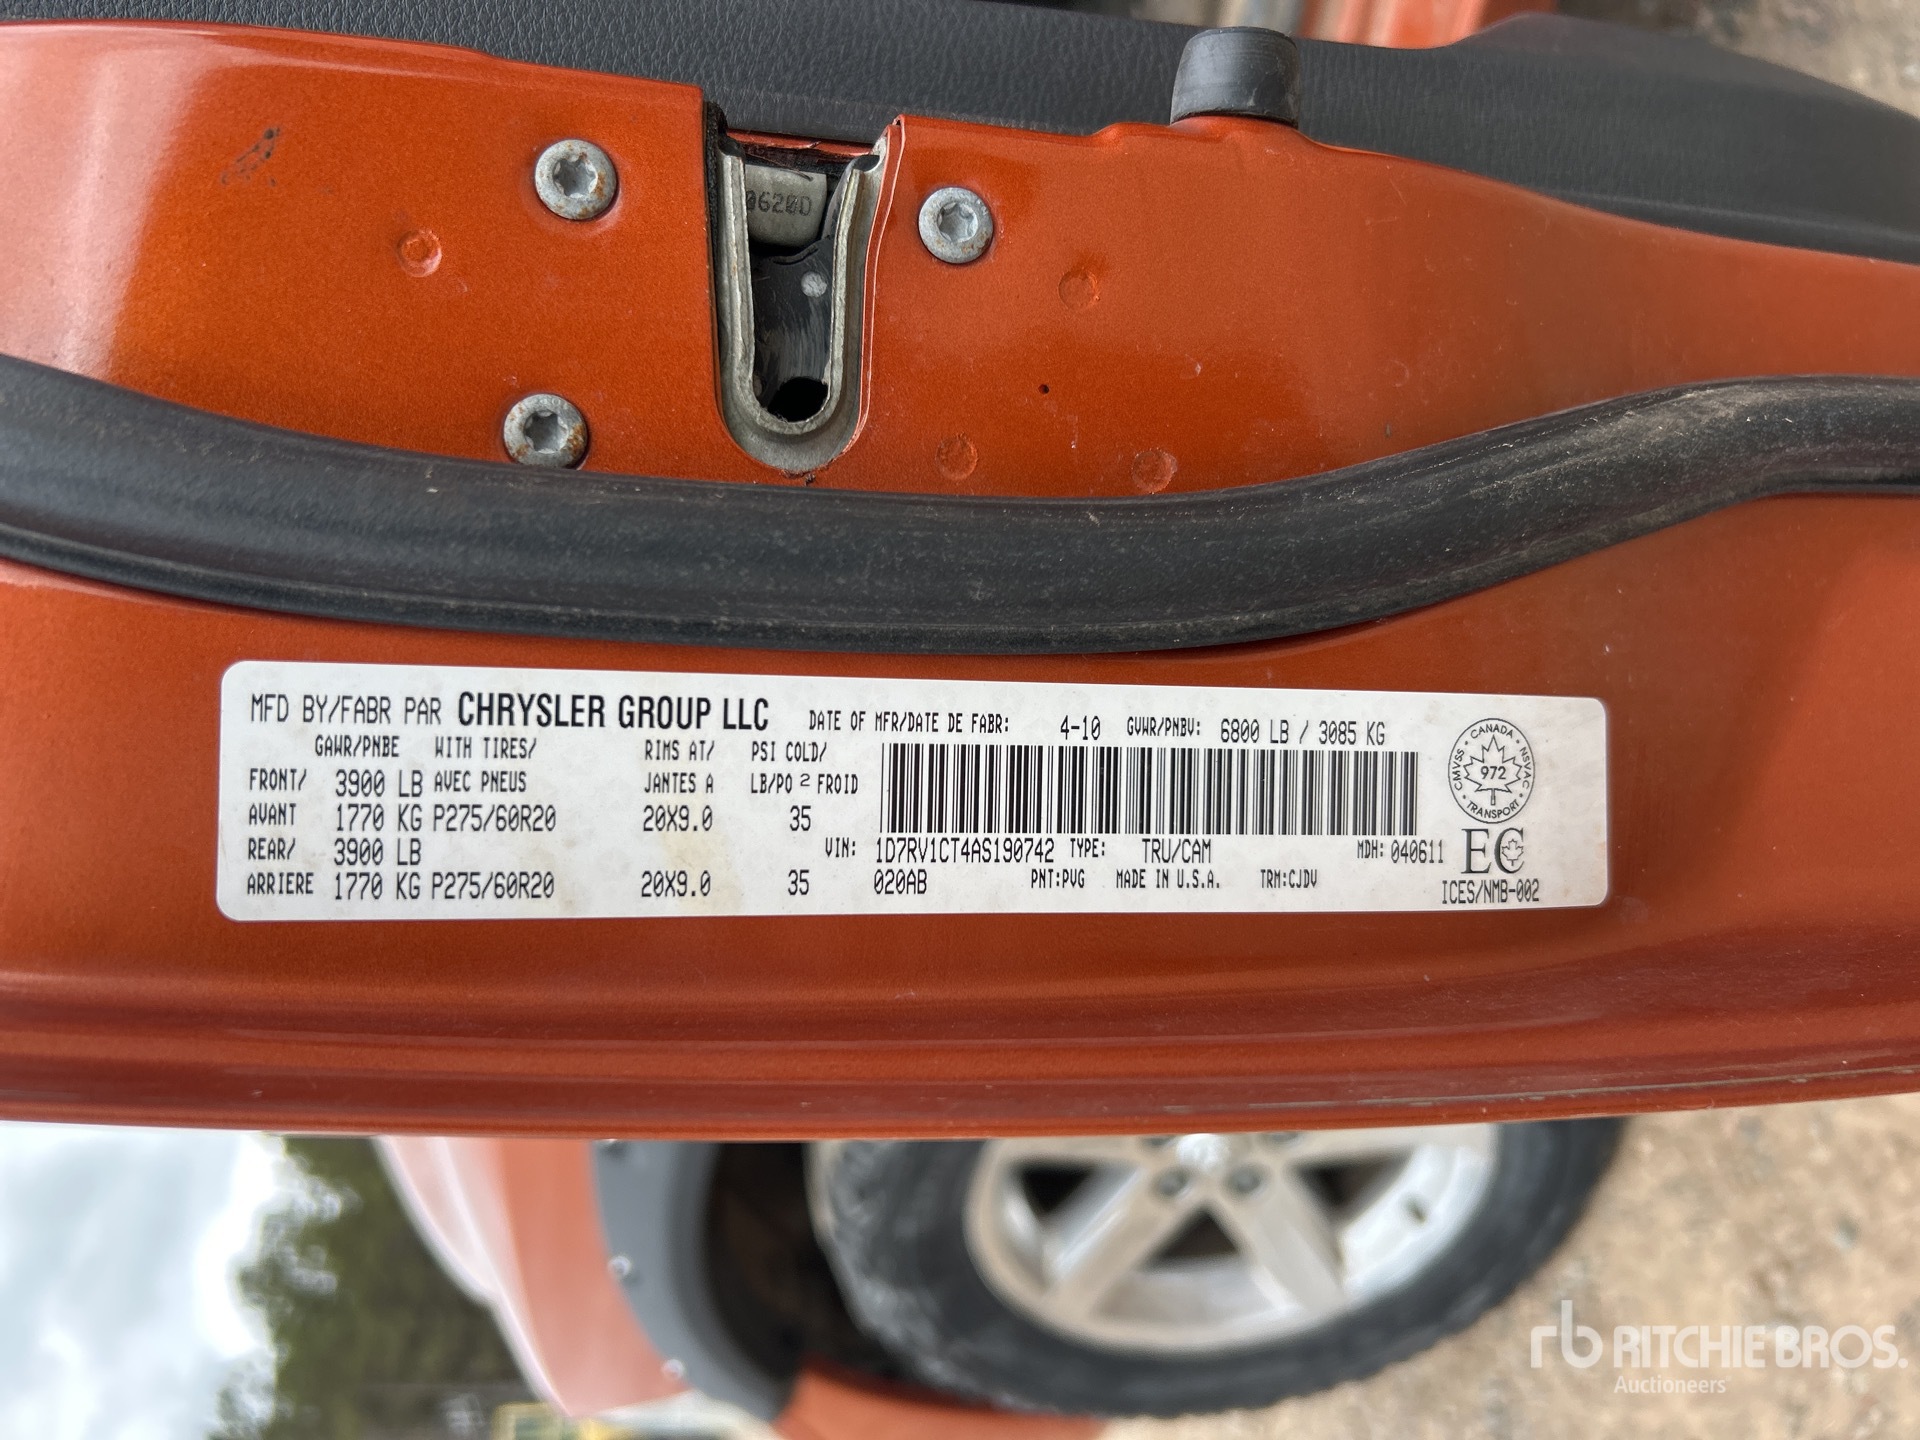 0620D
MFD BY/FABR PAR CHRYSLER GROUP LLC DATE OF MFR/DATE DE FABR: 4-10 GVWR/PNBV: 6800 LB / 3085 KG
GAWR/PNBE WITH TIRES/ RIMS AT/ PSI COLD/
FRONT/ 3900 LB AVEC PNEUS JANTES A LB/PO 2 FROID
AVANT 1770 KG P275/60R20 20X9.0 35
REAR/ 3900 LB VIN: 1D7RV1CT4AS190742 TYPE: TRU/CAM MDH: 040611
ARRIERE 1770 KG P275/60R20 20X9.0 35 020AB PNT:PVG MADE IN U.S.A. TRM:CJDV
CANADA
CMVSS 972 NSVAC
TRANSPORT
EC
ICES/NMB-002
rb RITCHIE BROS.
Auctioneers